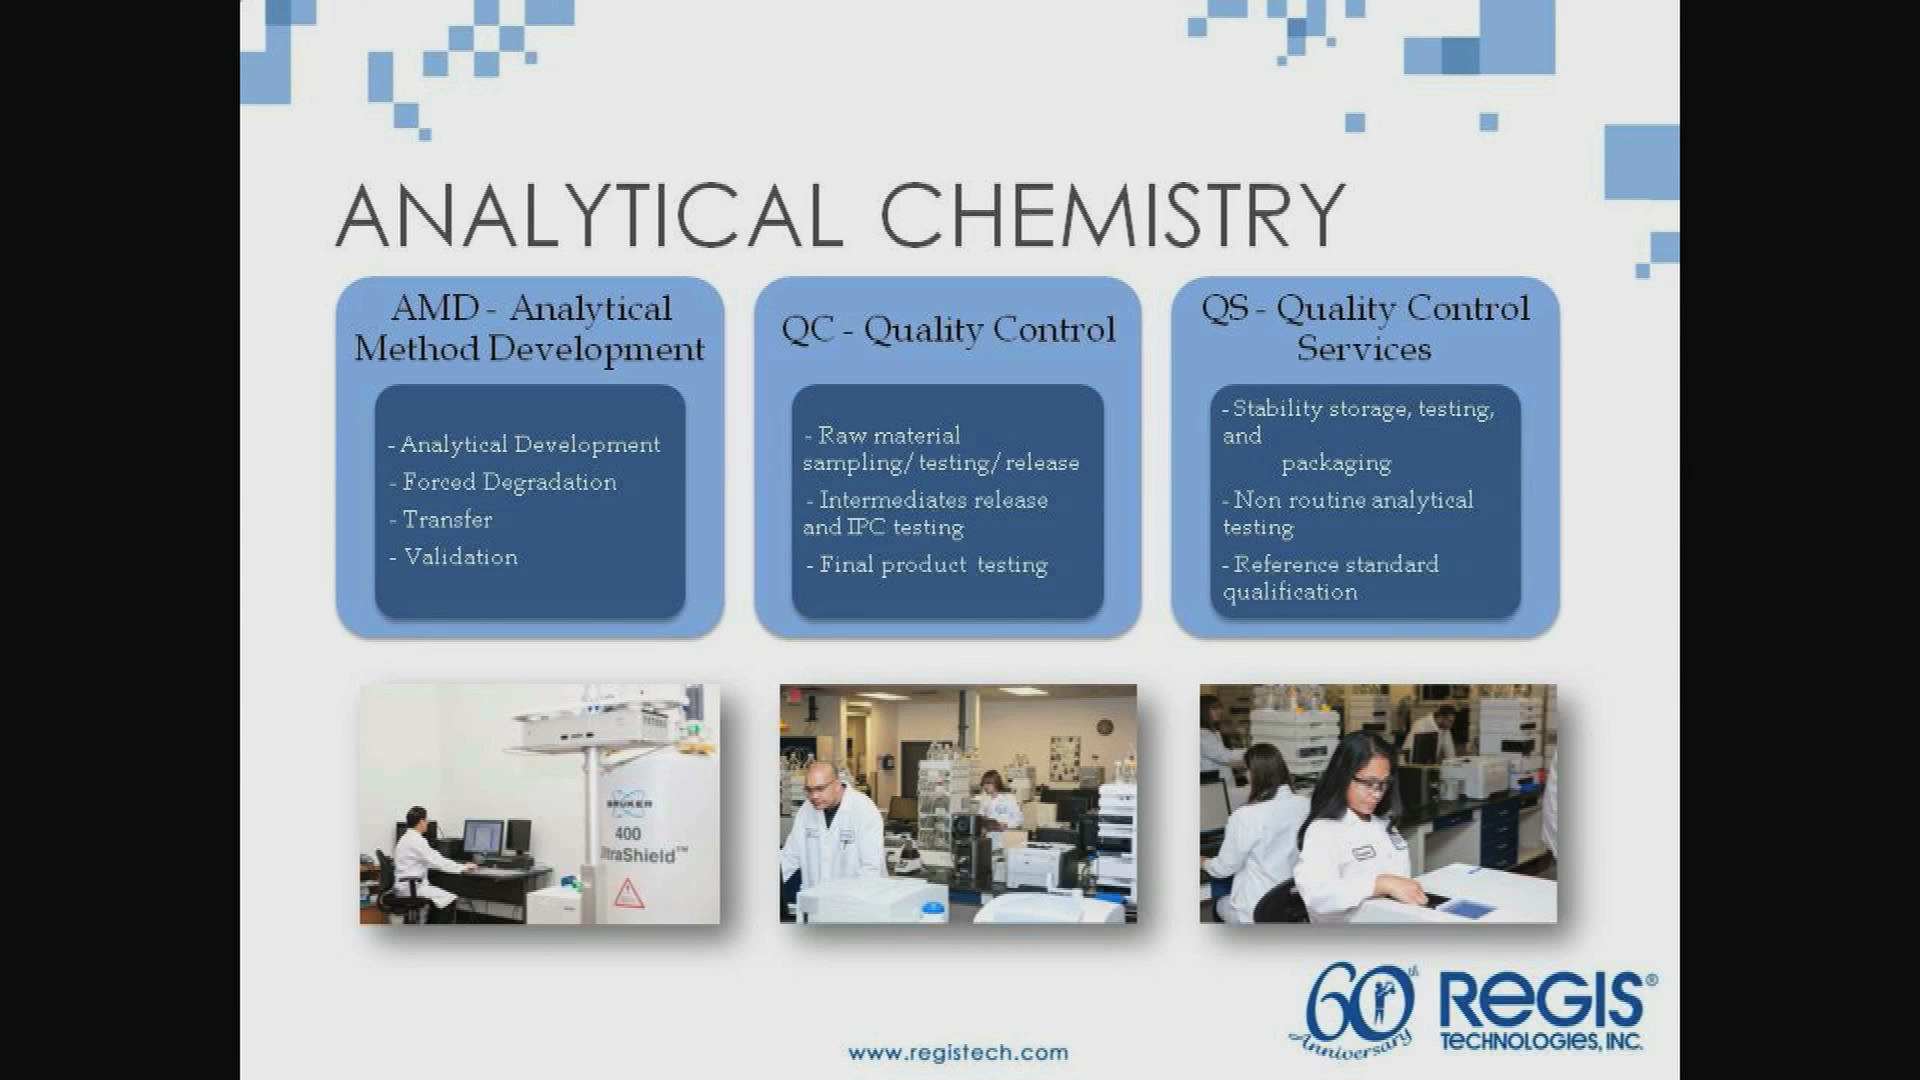 ANALYTICAL CHEMISTRY
AMD - Analytical
Method Development
- Analytical Development
- Forced Degradation
- Transfer
- Validation
QC - Quality Control
- Raw material
sampling/ testing/ release
- Intermediates release
and IPC testing
- Final product testing
QS - Quality Control
Services
- Stability storage, testing,
and
packaging
- Non routine analytical
testing
- Reference standard
qualification
BRUKER
400
ltraShield™
60th
Anniversary
REGIS®
TECHNOLOGIES, INC.
www.registech.com